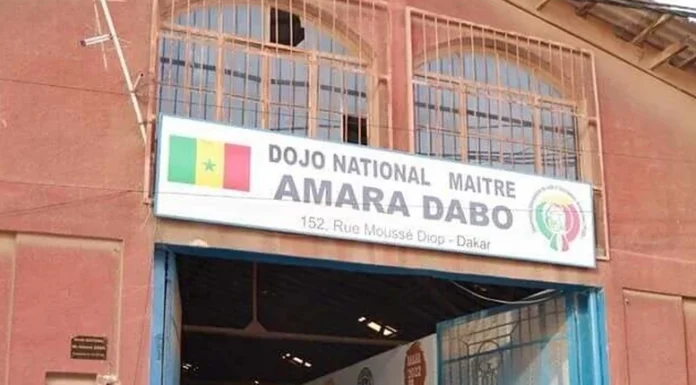 DOJO NATIONAL MAITRE
AMARA DABO
152, Rue Moussé Diop - Dakar